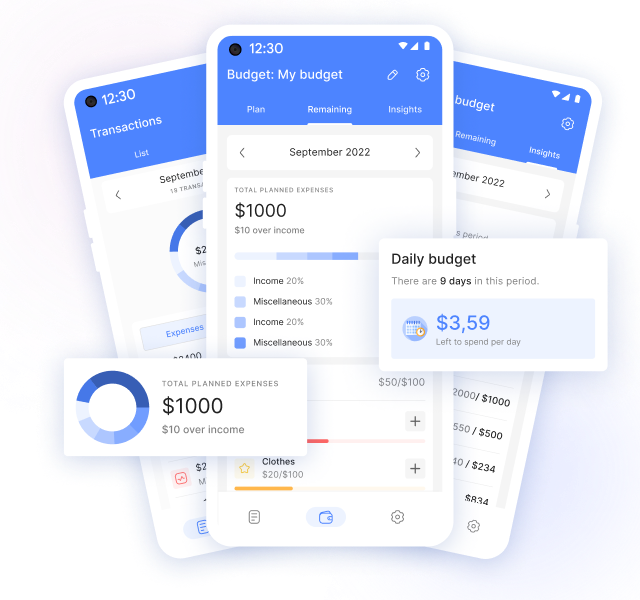 12:30
Transactions
List
Septembe
19 TRANSA
$2
Mis
Expenses
$2
M
12:30
Budget: My budget
Plan
Remaining
Insights
September 2022
TOTAL PLANNED EXPENSES
$1000
$10 over income
Income 20%
Miscellaneous 30%
Income 20%
Miscellaneous 30%
$50/$100
Clothes
$20/$100
budget
Remaining
Insights
mber 2022
s period
Daily budget
There are 9 days in this period.
$3,59
Left to spend per day
2000/ $1000
550 / $500
40 / $234
$834
TOTAL PLANNED EXPENSES
$1000
$10 over income